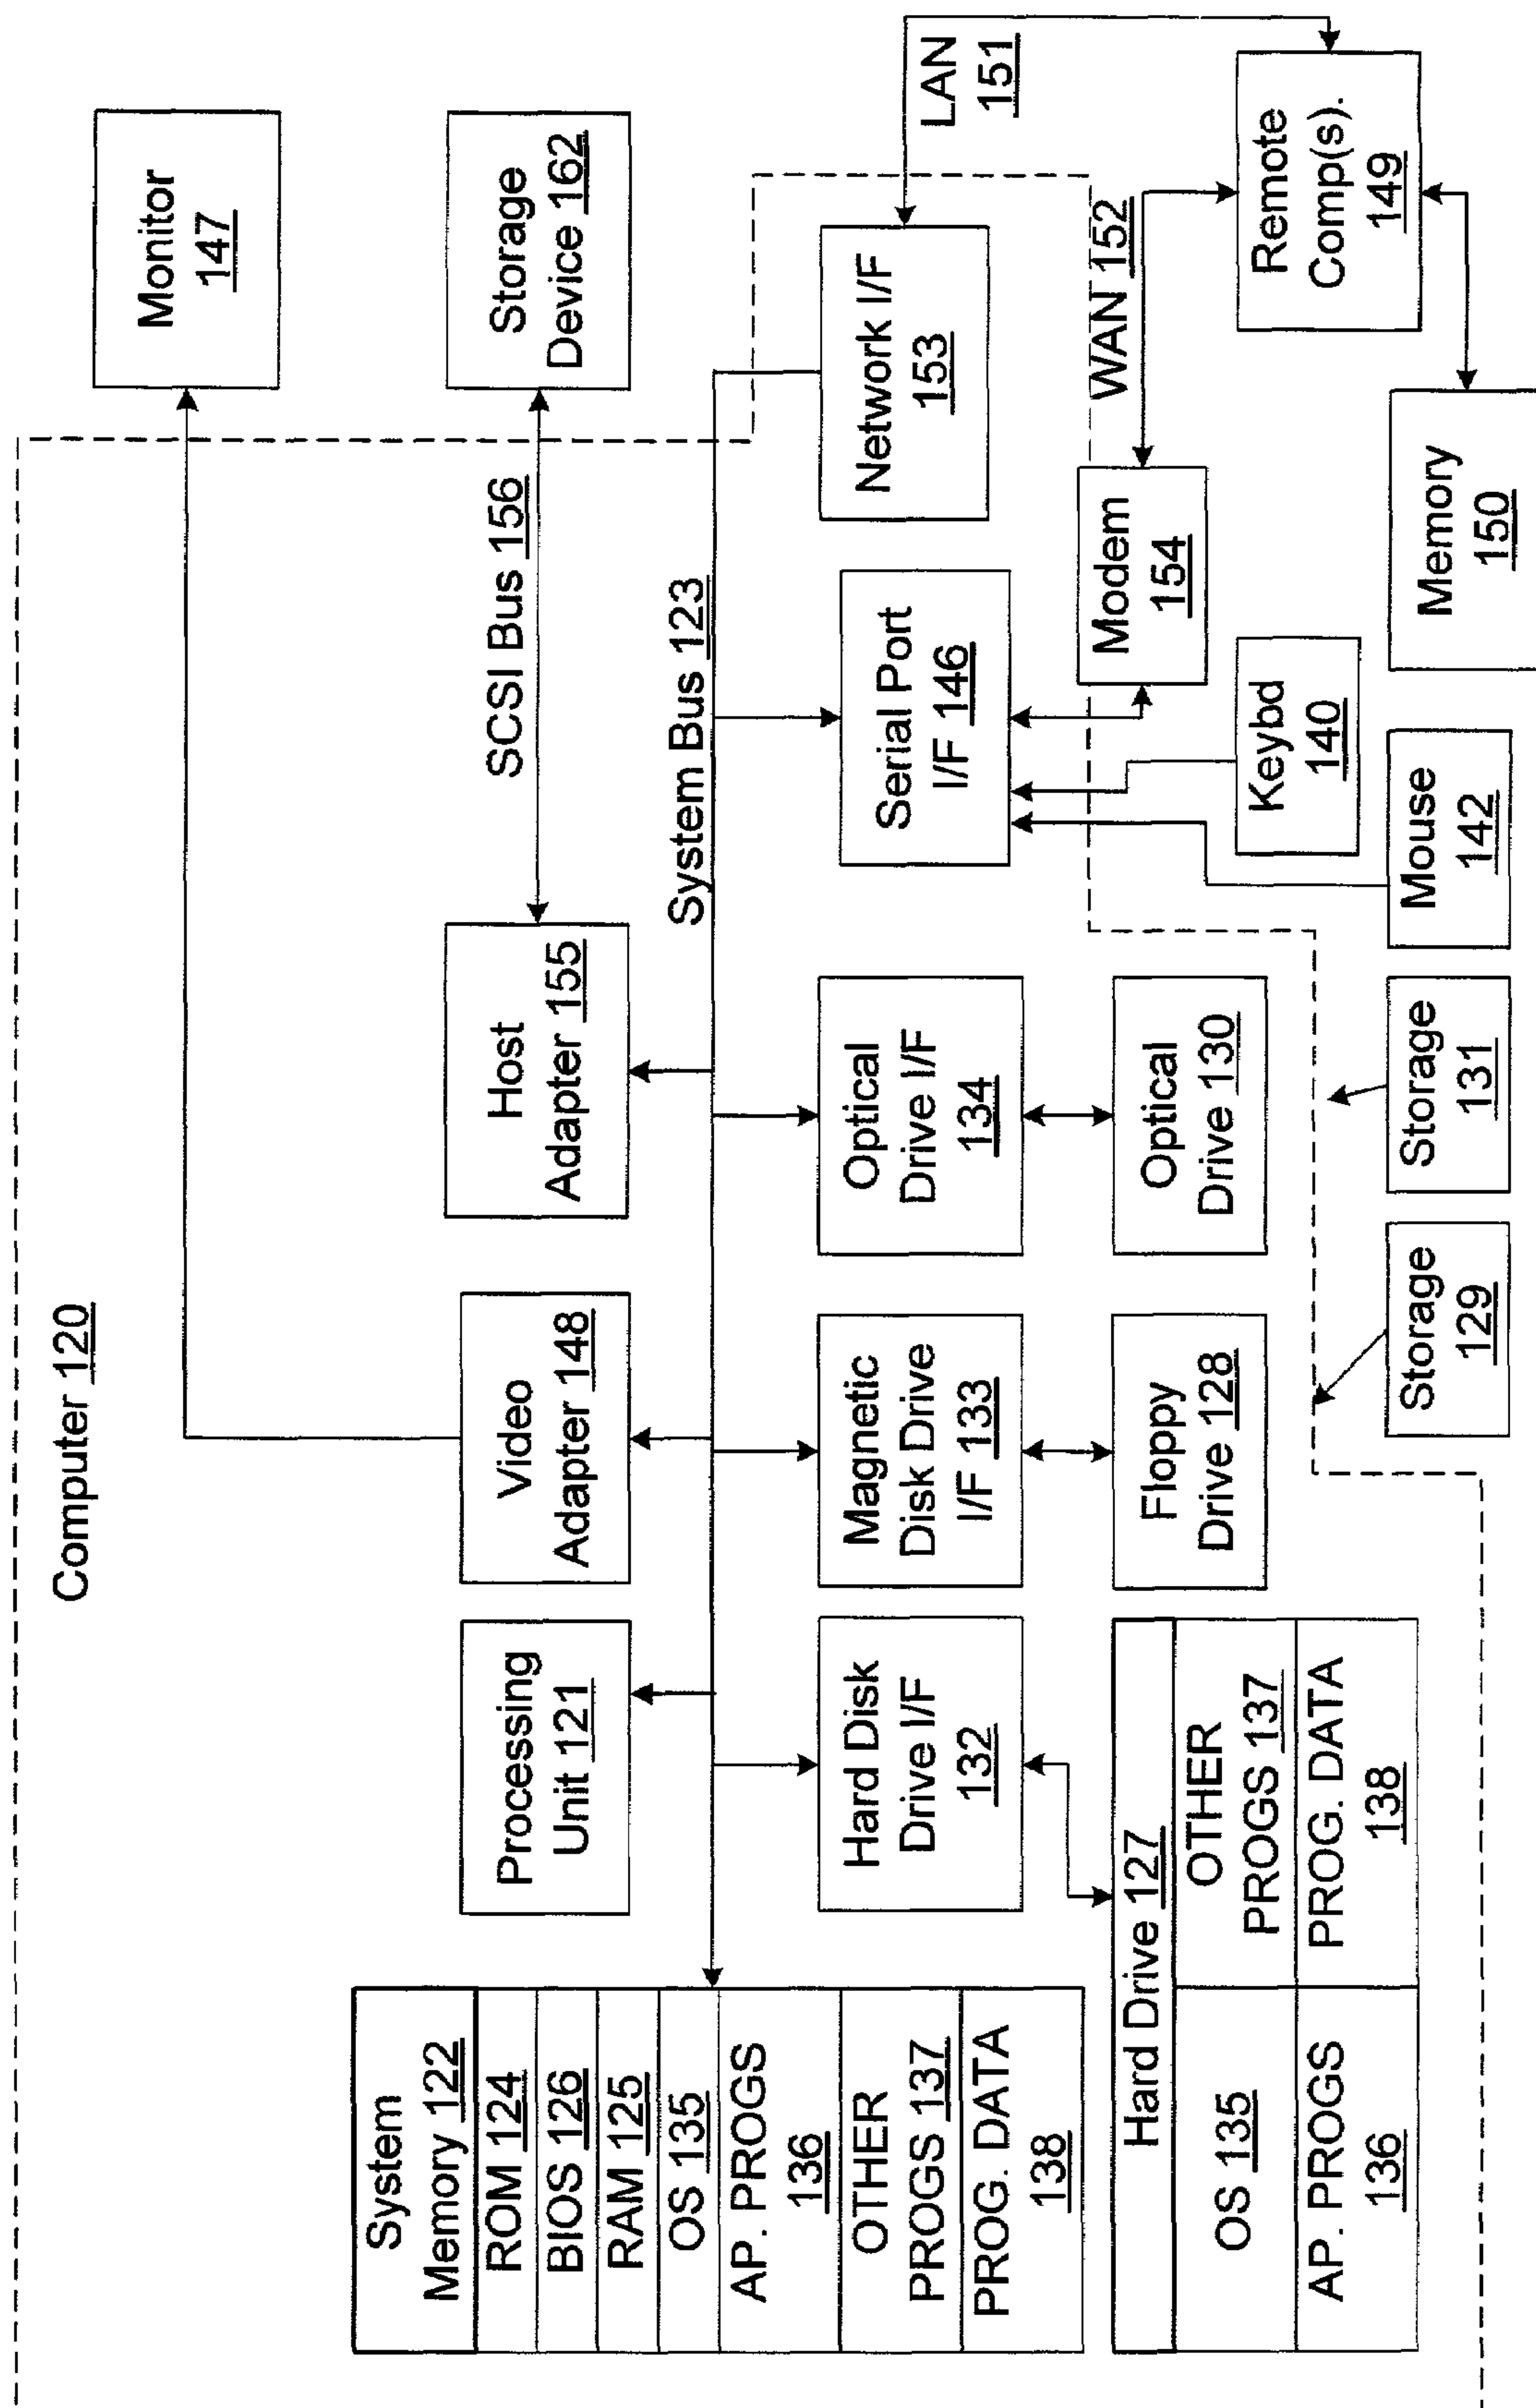 Computer 120
Monitor
147
System
Memory 122
ROM 124
BIOS 126
RAM 125
OS 135
AP. PROGS
136
OTHER
PROGS 137
PROG. DATA
138
Processing
Unit 121
Video
Adapter 148
Host
Adapter 155
SCSI Bus 156
Storage
Device 162
System Bus 123
Hard Disk
Drive I/F
132
Magnetic
Disk Drive
I/F 133
Optical
Drive I/F
134
Serial Port
I/F 146
Network I/F
153
LAN
151
Hard Drive 127
OS 135
OTHER
PROGS 137
AP. PROGS
136
PROG. DATA
138
Floppy
Drive 128
Optical
Drive 130
Modem
154
WAN 152
Keybd
140
Remote
Comp(s).
149
Storage
129
Storage
131
Mouse
142
Memory
150